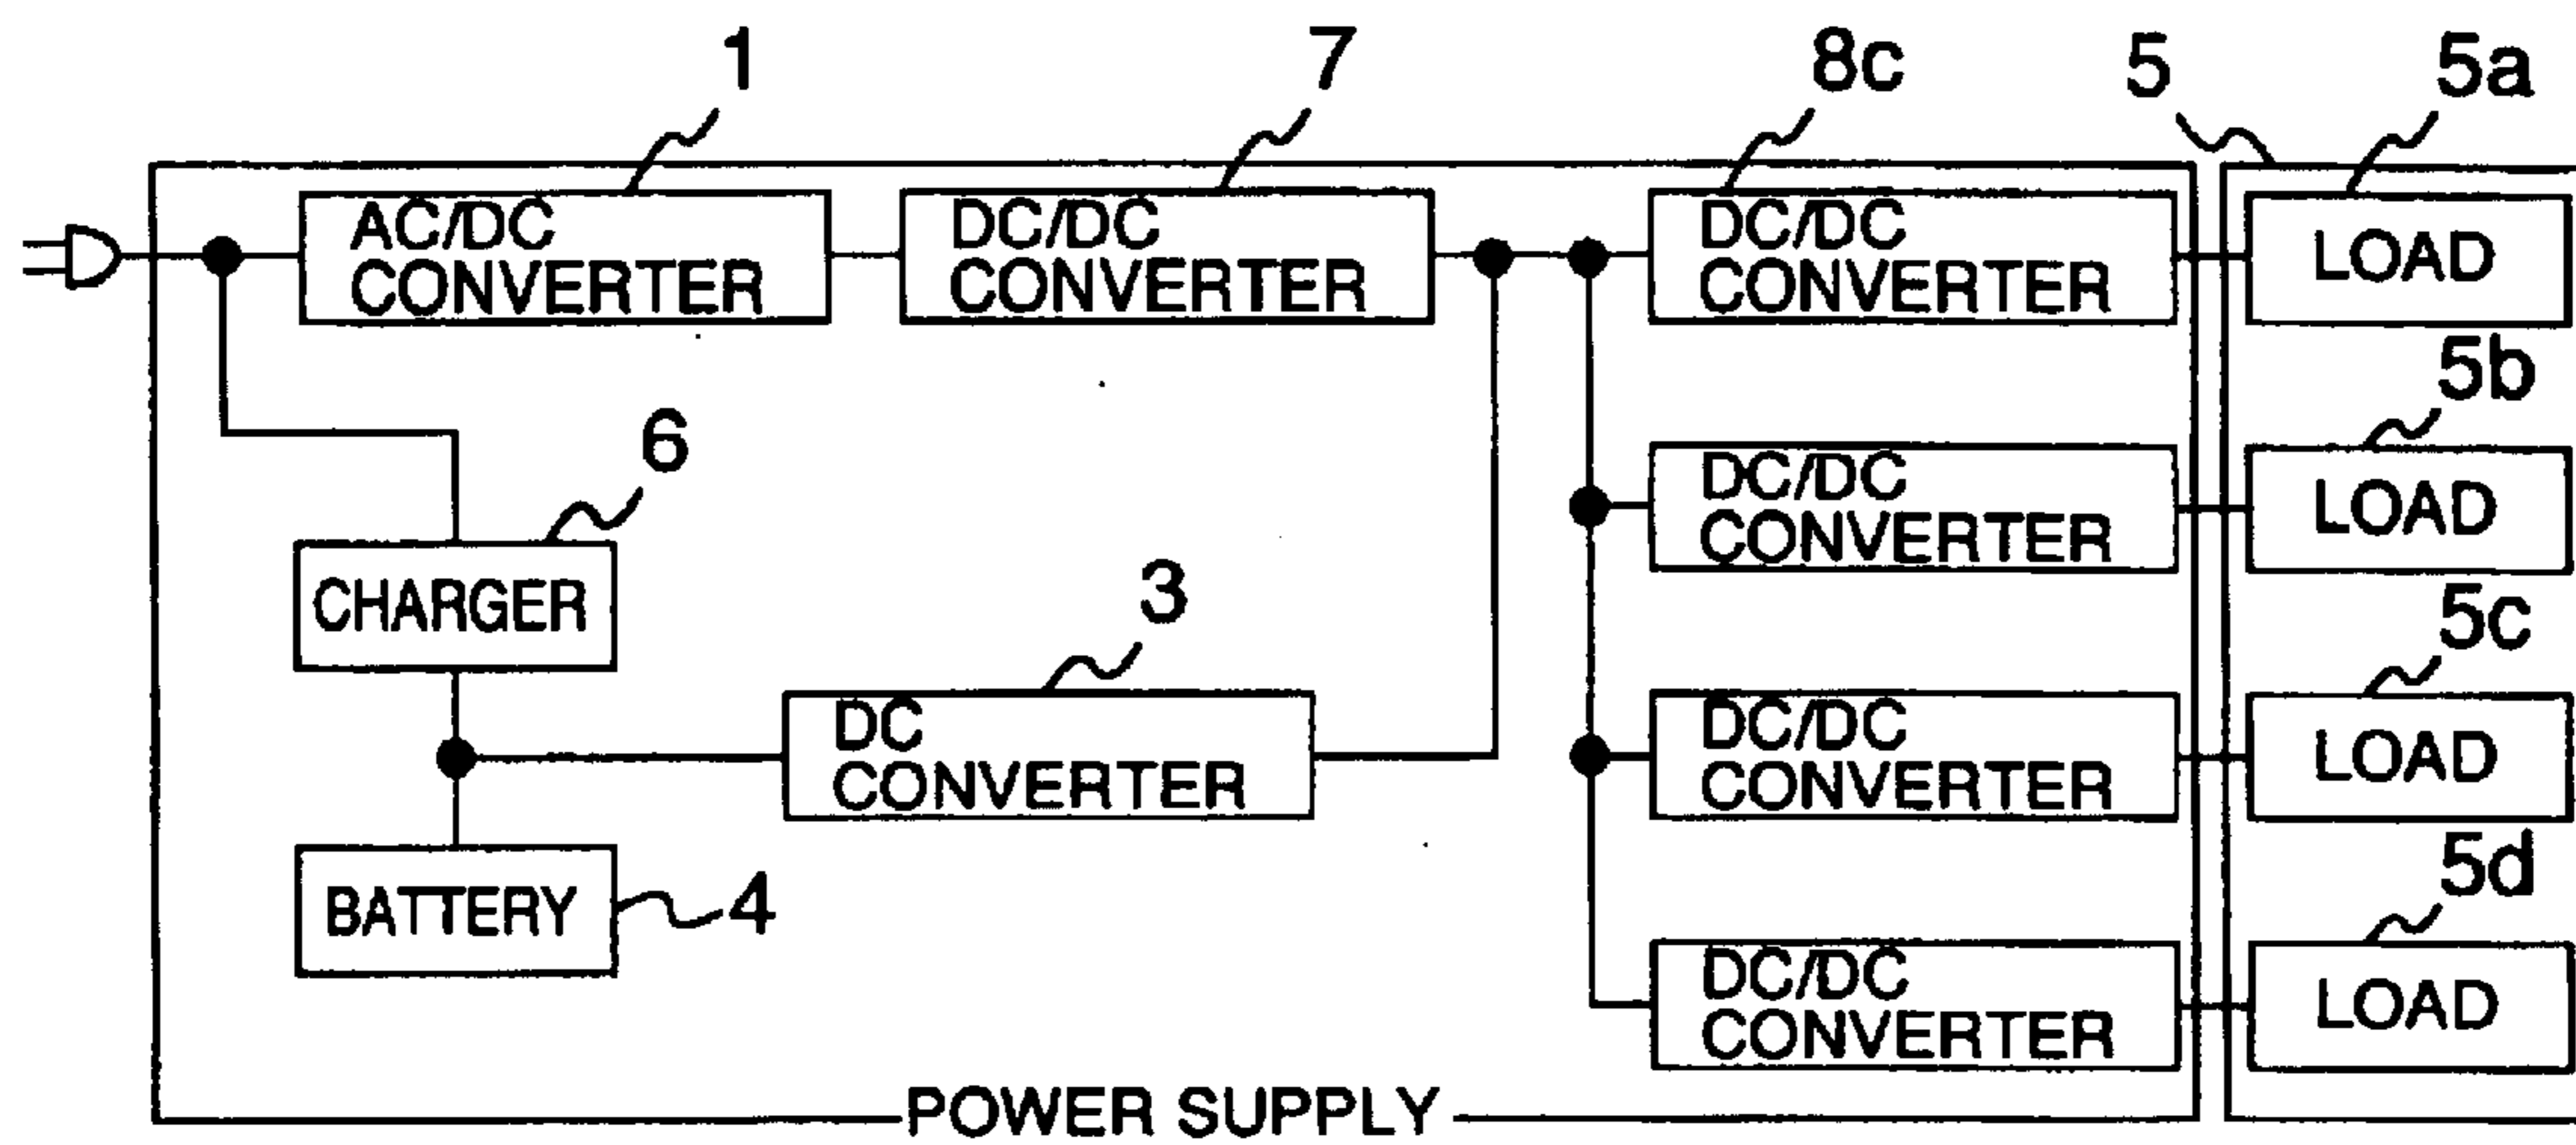 1
7
8c
5
5a
AC/DC
CONVERTER
DC/DC
CONVERTER
DC/DC
CONVERTER
LOAD
5b
6
DC/DC
CONVERTER
LOAD
CHARGER
3
5c
DC
CONVERTER
DC/DC
CONVERTER
LOAD
BATTERY
4
5d
DC/DC
CONVERTER
LOAD
POWER SUPPLY